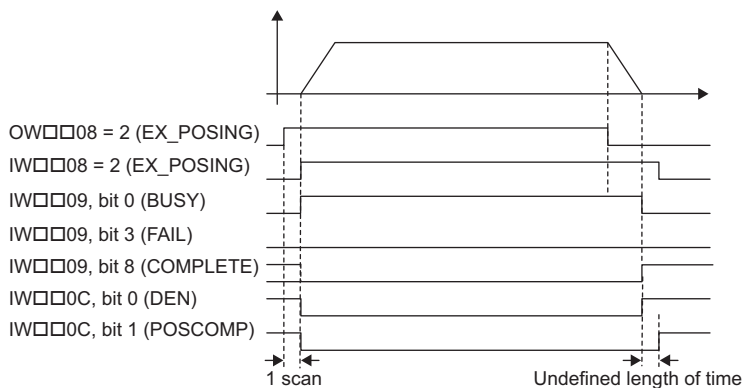 OW□□08 = 2 (EX_POSING)
IW□□08 = 2 (EX_POSING)
IW□□09, bit 0 (BUSY)
IW□□09, bit 3 (FAIL)
IW□□09, bit 8 (COMPLETE)
IW□□0C, bit 0 (DEN)
IW□□0C, bit 1 (POSCOMP)
1 scan
Undefined length of time